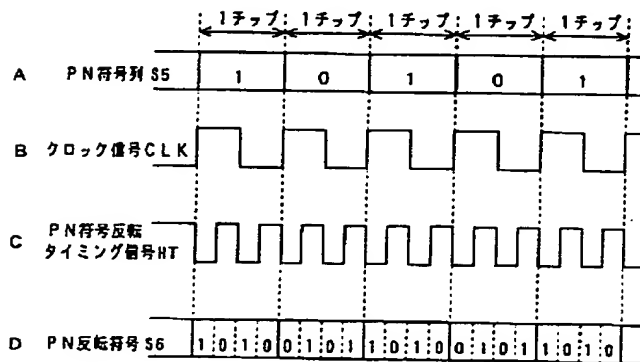 1チップ 1チップ 1チップ 1チップ 1チップ
A PN符号列 S5 1 0 1 0 1
B クロック信号CLK
C PN符号反転
タイミング信号HT
D PN反転符号 S6 1 0 1 0 0 1 0 1 1 0 1 0 0 1 0 1 1 0 1 0